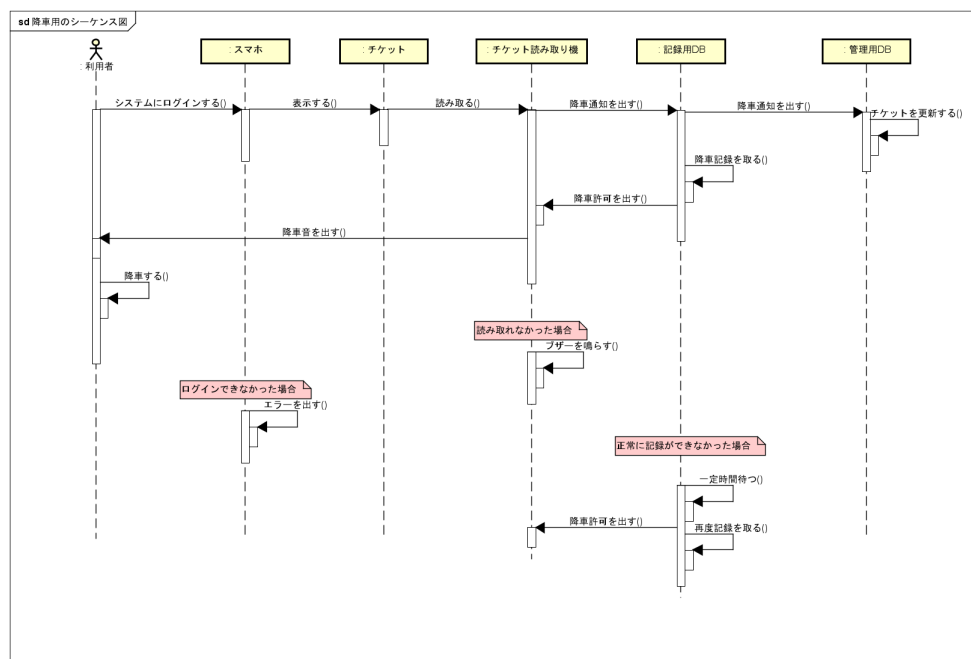 sd 降車用のシーケンス図
: 利用者
: スマホ
: チケット
: チケット読み取り機
: 記録用DB
: 管理用DB
システムにログインする()
表示する()
読み取る()
降車通知を出す()
降車通知を出す()
チケットを更新する()
降車記録を取る()
降車許可を出す()
降車音を出す()
降車する()
読み取れなかった場合
ブザーを鳴らす()
ログインできなかった場合
エラーを出す()
正常に記録ができなかった場合
一定時間待つ()
降車許可を出す()
再度記録を取る()